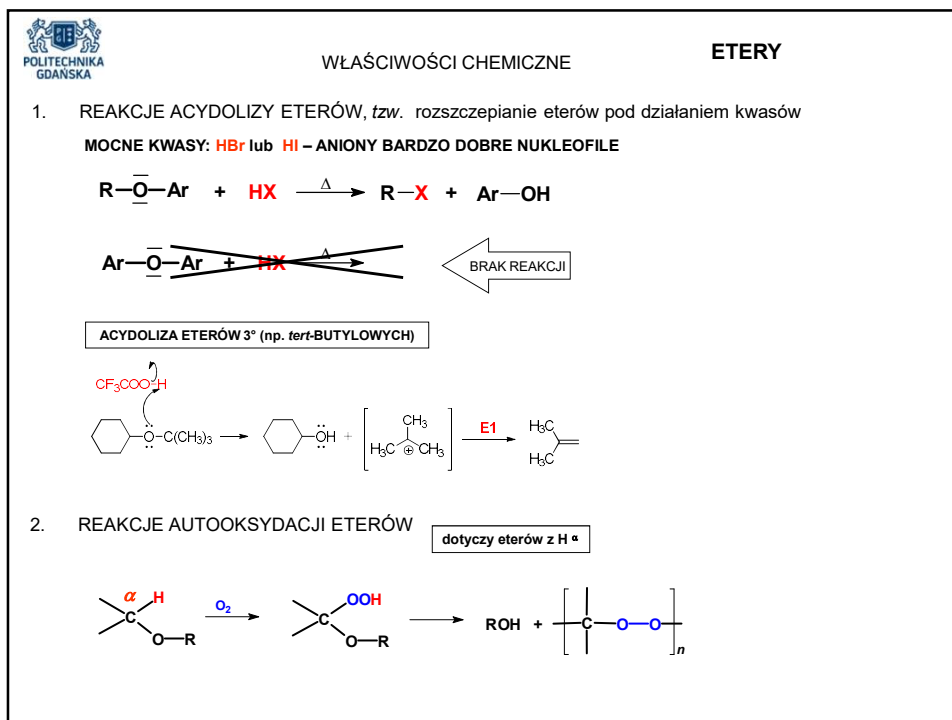 POLITECHNIKA
GDAŃSKA
WŁAŚCIWOŚCI CHEMICZNE
ETERY
1. REAKCJE ACYDOLIZY ETERÓW, tzw. rozszczepianie eterów pod działaniem kwasów
MOCNE KWASY: HBr lub HI – ANIONY BARDZO DOBRE NUKLEOFILE
R—O—Ar + HX Δ R—X + Ar—OH
Ar—O—Ar + HX Δ
BRAK REAKCJI
ACYDOLIZA ETERÓW 3° (np. tert-BUTYLOWYCH)
CF₃COO-H
O-C(CH₃)₃ OH + CH₃ H₃C ⊕ CH₃ E1 H₃C H₃C
2. REAKCJE AUTOOKSYDACJI ETERÓW
dotyczy eterów z H α
α H C O—R O₂ OOH C O—R ROH + C—O—O n